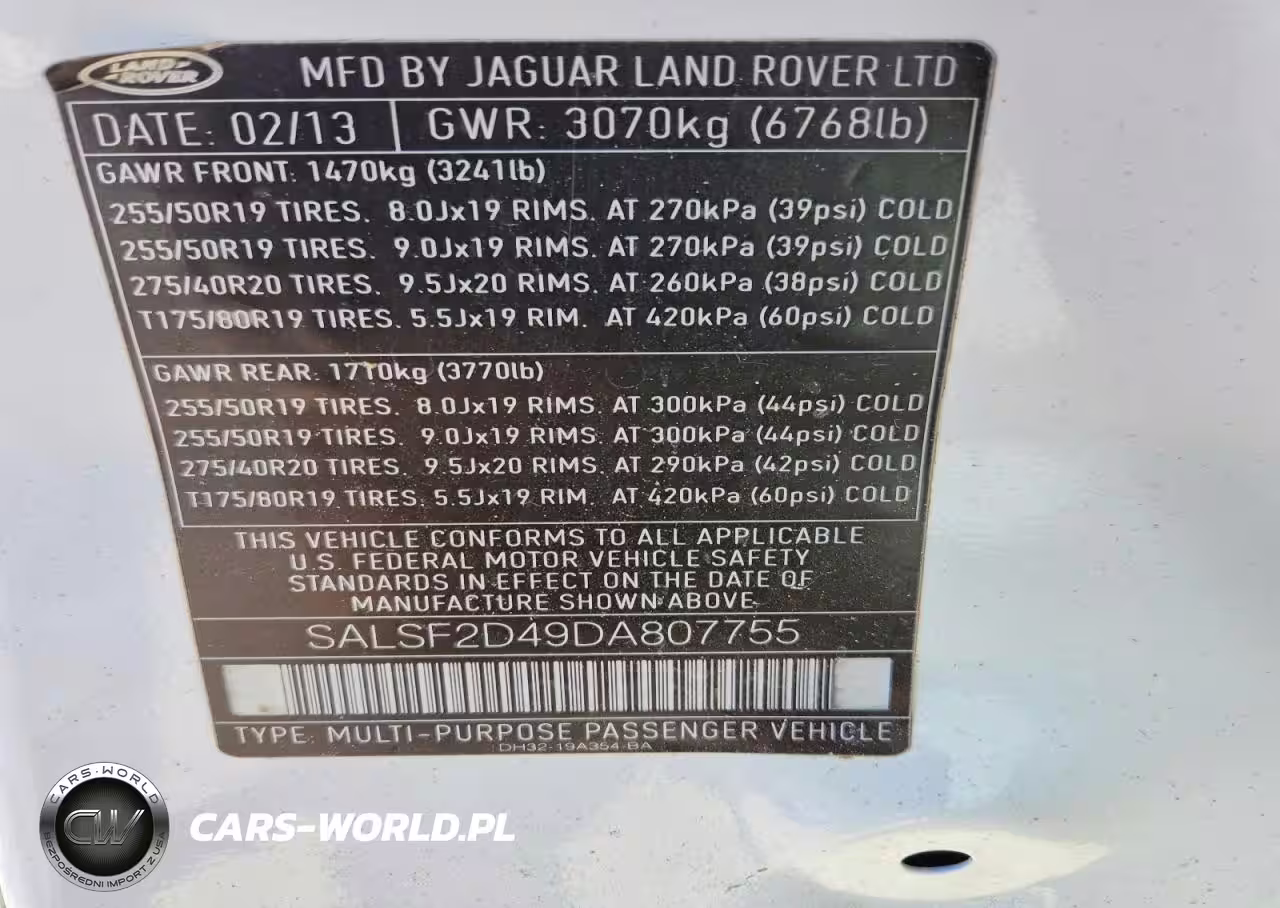 LAND ROVER
MFD BY JAGUAR LAND ROVER LTD
DATE: 02/13 GWR: 3070kg (6768lb)
GAWR FRONT: 1470kg (3241lb)
255/50R19 TIRES. 8.0Jx19 RIMS. AT 270kPa (39psi) COLD
255/50R19 TIRES. 9.0Jx19 RIMS. AT 270kPa (39psi) COLD
275/40R20 TIRES. 9.5Jx20 RIMS. AT 260kPa (38psi) COLD
T175/80R19 TIRES. 5.5Jx19 RIM. AT 420kPa (60psi) COLD
GAWR REAR: 1710kg (3770lb)
255/50R19 TIRES. 8.0Jx19 RIMS. AT 300kPa (44psi) COLD
255/50R19 TIRES. 9.0Jx19 RIMS. AT 300kPa (44psi) COLD
275/40R20 TIRES. 9.5Jx20 RIMS. AT 290kPa (42psi) COLD
T175/80R19 TIRES. 5.5Jx19 RIM. AT 420kPa (60psi) COLD
THIS VEHICLE CONFORMS TO ALL APPLICABLE
U.S. FEDERAL MOTOR VEHICLE SAFETY
STANDARDS IN EFFECT ON THE DATE OF
MANUFACTURE SHOWN ABOVE
SALSF2D49DA807755
TYPE: MULTI-PURPOSE PASSENGER VEHICLE
DH32-19A354-BA
CARS-WORLD
CW
BEZPOŚREDNI IMPORT Z USA
CARS-WORLD.PL